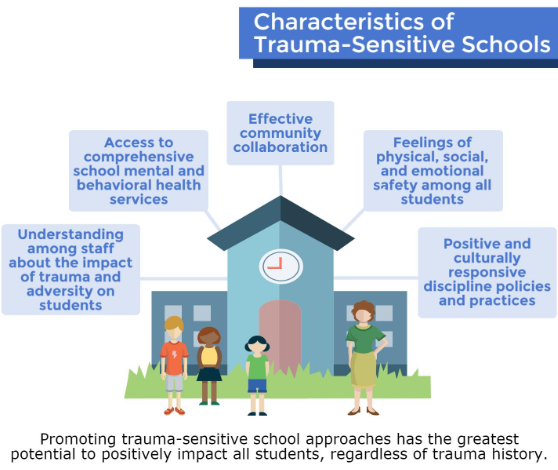 Characteristics of
Trauma-Sensitive Schools
Effective
community
collaboration
Access to
comprehensive
school mental and
behavioral health
services
Feelings of
physical, social,
and emotional
safety among all
students
Understanding
among staff
about the impact
of trauma and
adversity on
students
Positive and
culturally
responsive
discipline policies
and practices
Promoting trauma-sensitive school approaches has the greatest
potential to positively impact all students, regardless of trauma history.